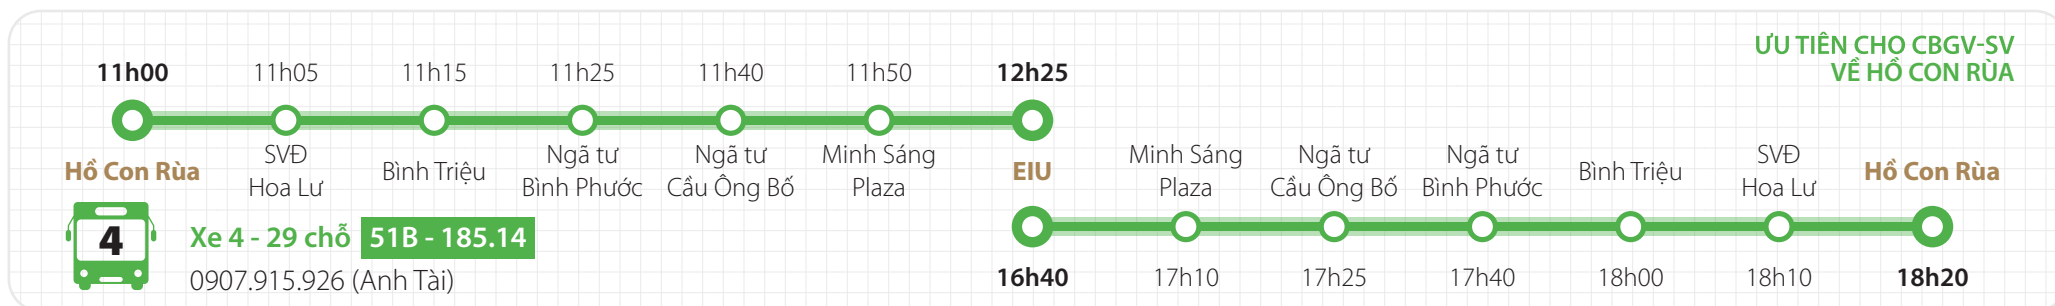 ƯU TIÊN CHO CBGV-SV
VỀ HỒ CON RÙA
11h00 11h05 11h15 11h25 11h40 11h50 12h25
Hồ Con Rùa
SVĐ
Hoa Lư
Bình Triệu
Ngã tư
Bình Phước
Ngã tư
Cầu Ông Bố
Minh Sáng
Plaza
EIU
Minh Sáng
Plaza
Ngã tư
Cầu Ông Bố
Ngã tư
Bình Phước
Bình Triệu
SVĐ
Hoa Lư
Hồ Con Rùa
16h40 17h10 17h25 17h40 18h00 18h10 18h20
4
Xe 4 - 29 chỗ 51B - 185.14
0907.915.926 (Anh Tài)